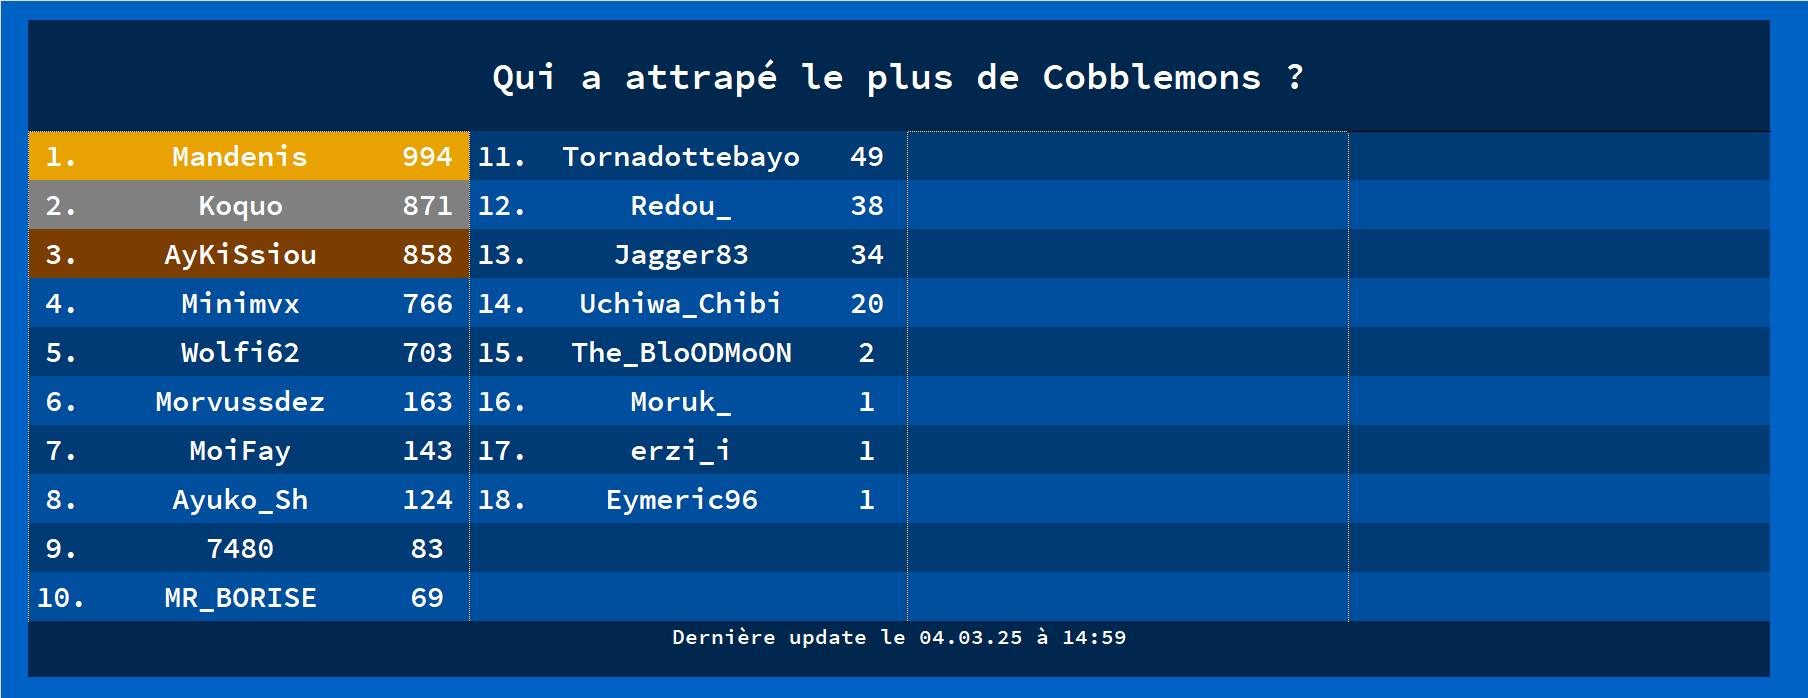 Qui a attrapé le plus de Cobblemons ?
1. Mandenis 994
2. Koquo 871
3. AyKiSsiou 858
4. Minimvx 766
5. Wolfi62 703
6. Morvussdez 163
7. MoiFay 143
8. Ayuko_Sh 124
9. 7480 83
10. MR_BORISE 69
11. Tornadottebayo 49
12. Redou_ 38
13. Jagger83 34
14. Uchiwa_Chibi 20
15. The_BloODMoON 2
16. Moruk_ 1
17. erzi_i 1
18. Eymeric96 1
Dernière update le 04.03.25 à 14:59